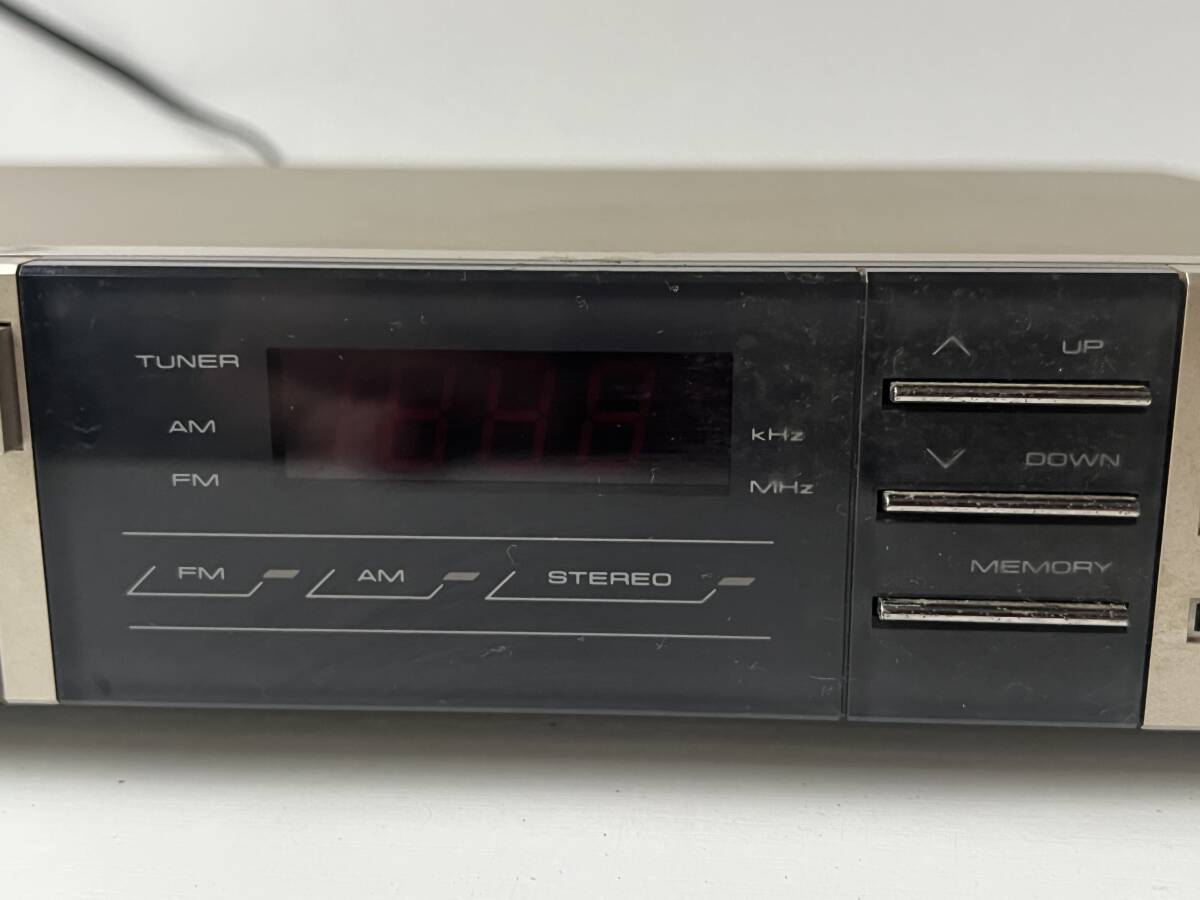 TUNER
AM
FM
kHz
MHz
FM
AM
STEREO
UP
DOWN
MEMORY